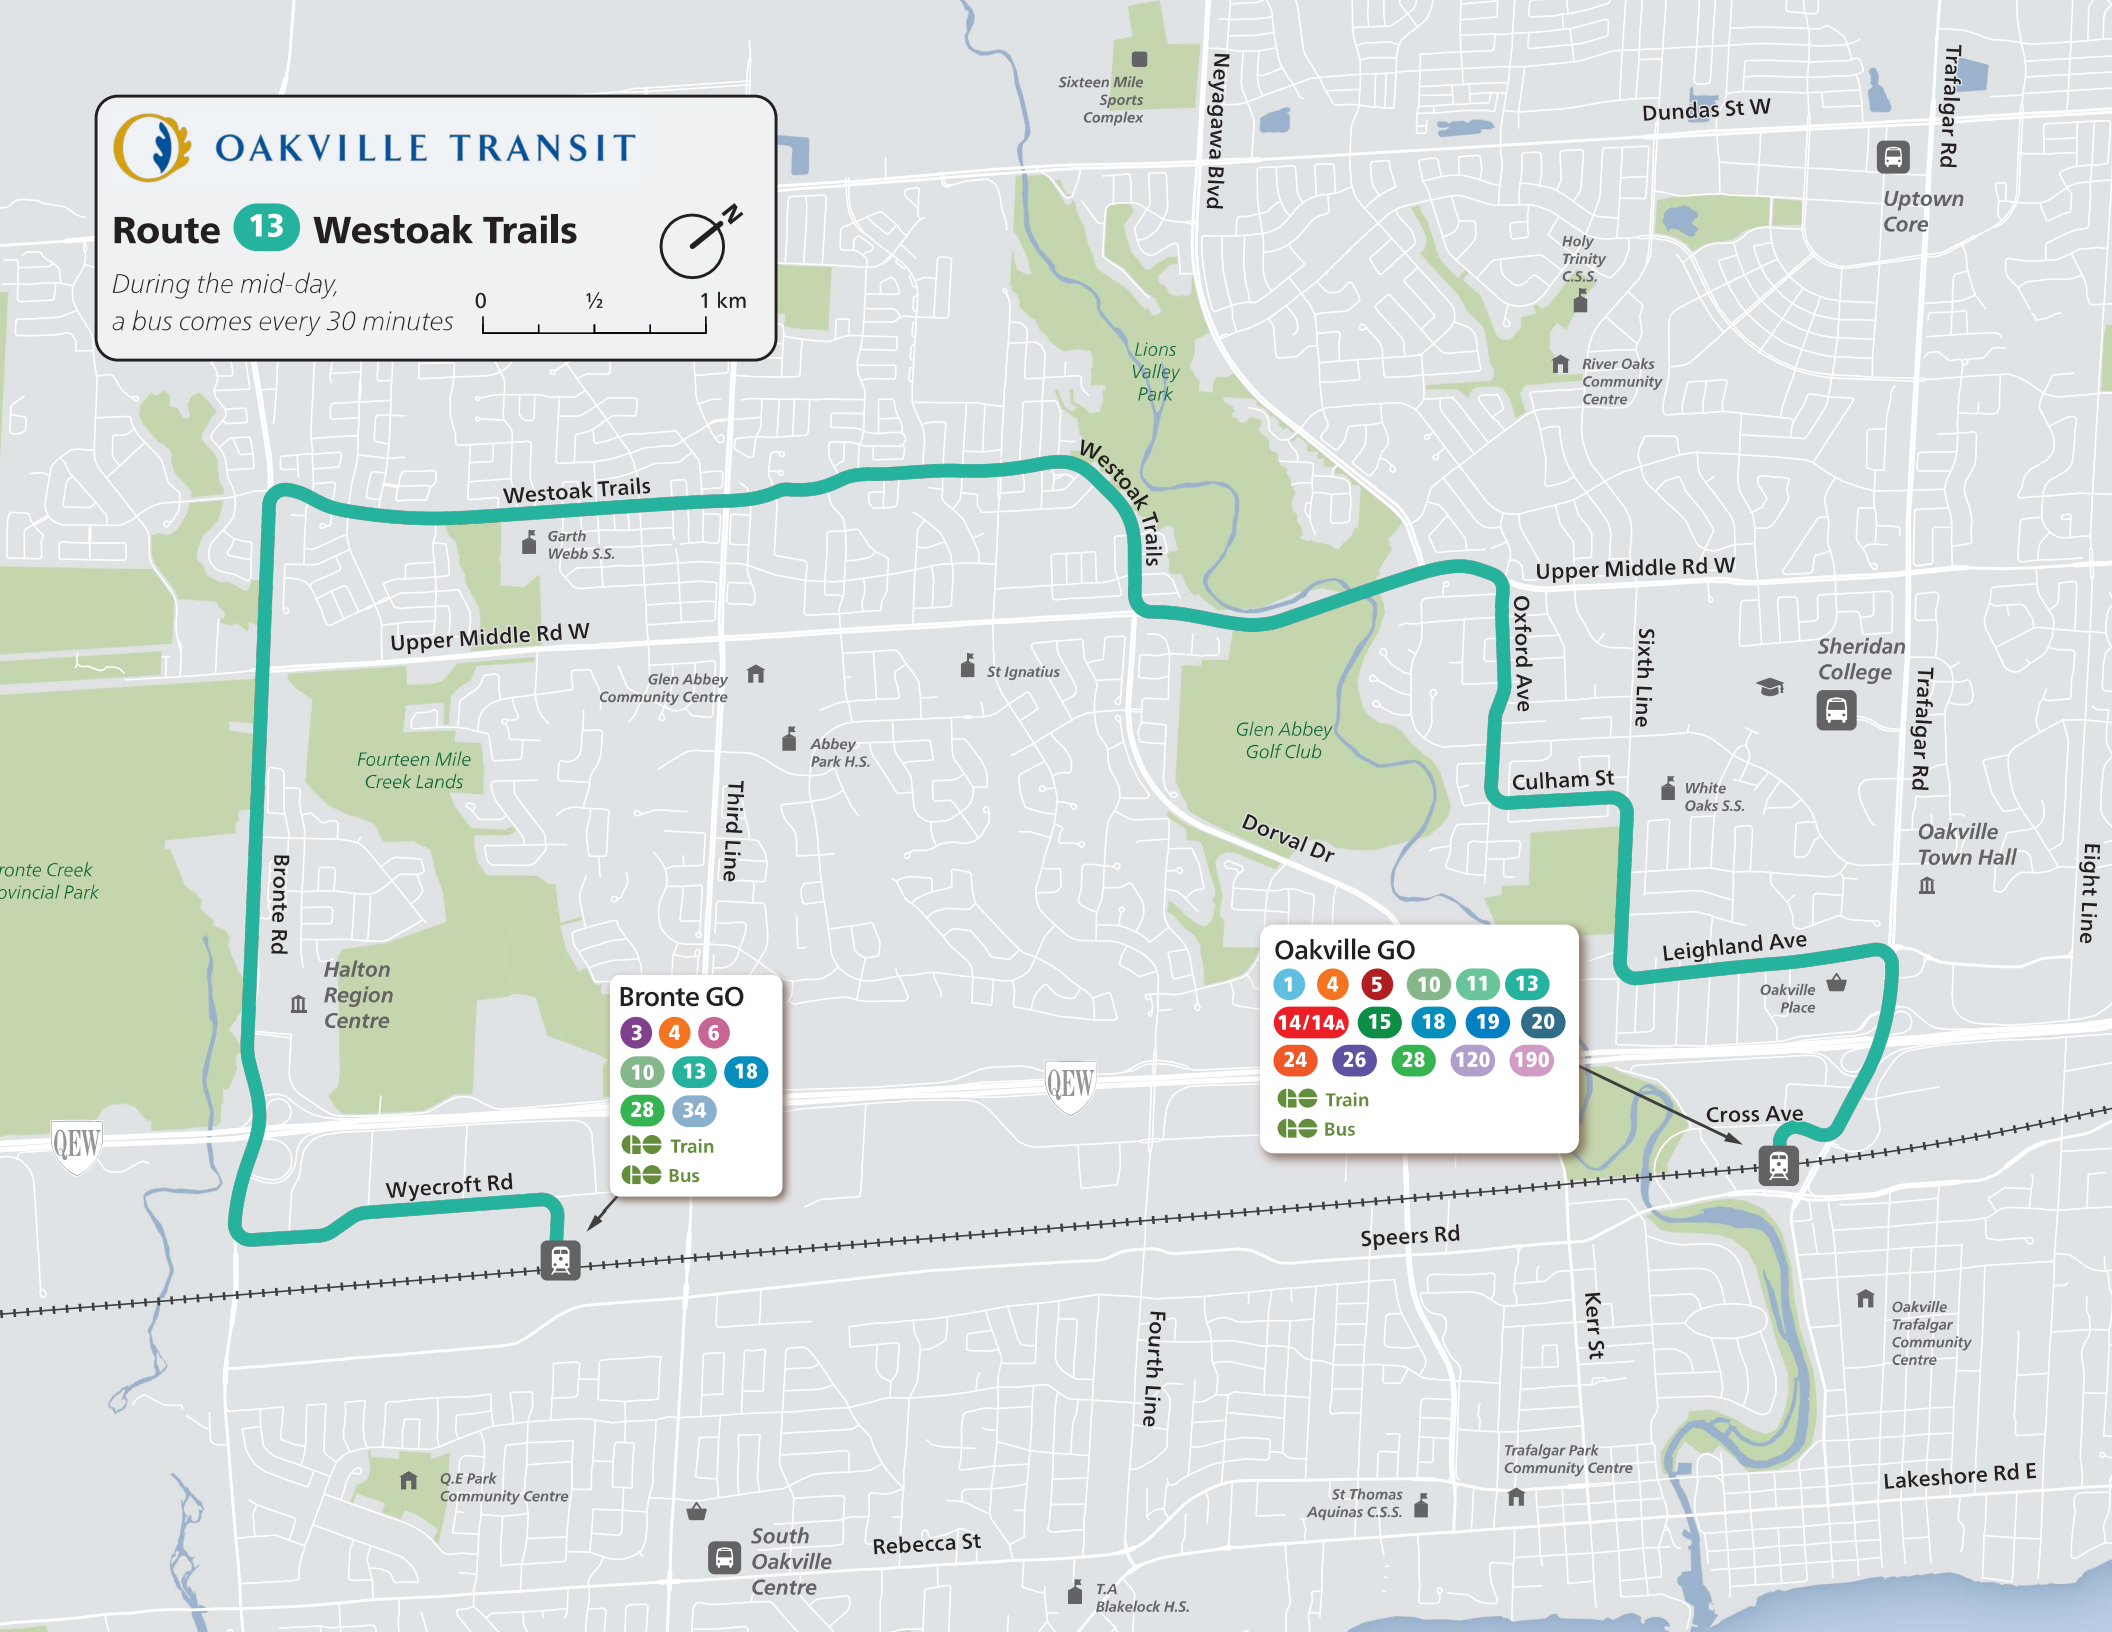 OAKVILLE TRANSIT
Route 13 Westoak Trails
N
During the mid-day,
a bus comes every 30 minutes
0 ½ 1 km
Sixteen Mile
Sports
Complex
Neyagawa Blvd
Dundas St W
Trafalgar Rd
Uptown
Core
Holy
Trinity
C.S.S.
River Oaks
Community
Centre
Lions
Valley
Park
Westoak Trails
Westoak Trails
Garth
Webb S.S.
Upper Middle Rd W
Upper Middle Rd W
Oxford Ave
Sixth Line
Sheridan
College
Trafalgar Rd
Glen Abbey
Community Centre
St Ignatius
Abbey
Park H.S.
Glen Abbey
Golf Club
Fourteen Mile
Creek Lands
Third Line
Culham St
White
Oaks S.S.
Dorval Dr
Oakville
Town Hall
Eight Line
ronte Creek
ovincial Park
Bronte Rd
Halton
Region
Centre
Leighland Ave
Oakville
Place
Bronte GO
3 4 6
10 13 18
28 34
GO Train
GO Bus
Oakville GO
1 4 5 10 11 13
14/14A 15 18 19 20
24 26 28 120 190
GO Train
GO Bus
QEW
QEW
Cross Ave
Wyecroft Rd
Speers Rd
Kerr St
Fourth Line
Oakville
Trafalgar
Community
Centre
Q.E Park
Community Centre
South
Oakville
Centre
Rebecca St
T.A
Blakelock H.S.
St Thomas
Aquinas C.S.S.
Trafalgar Park
Community Centre
Lakeshore Rd E